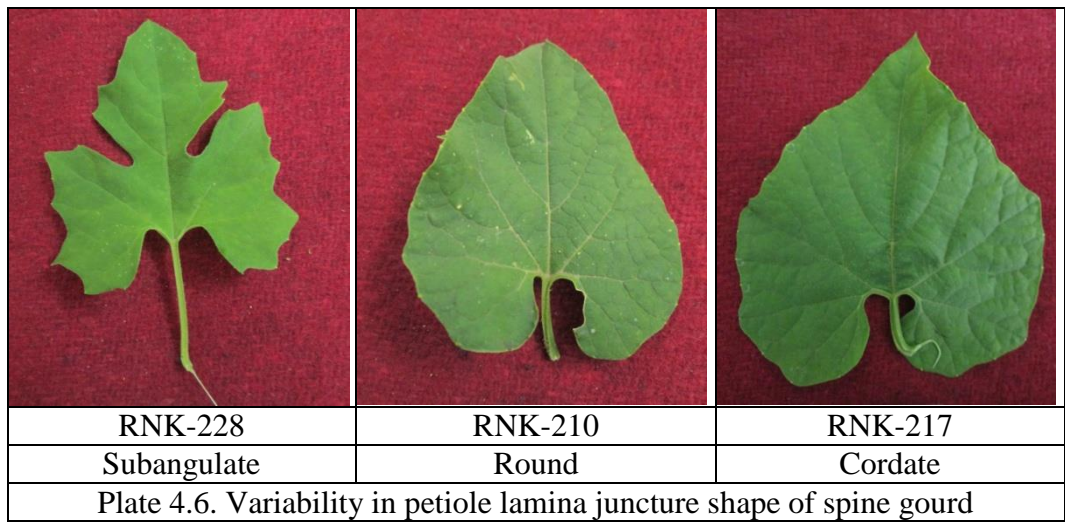 RNK-228 RNK-210 RNK-217
Subangulate Round Cordate
Plate 4.6. Variability in petiole lamina juncture shape of spine gourd